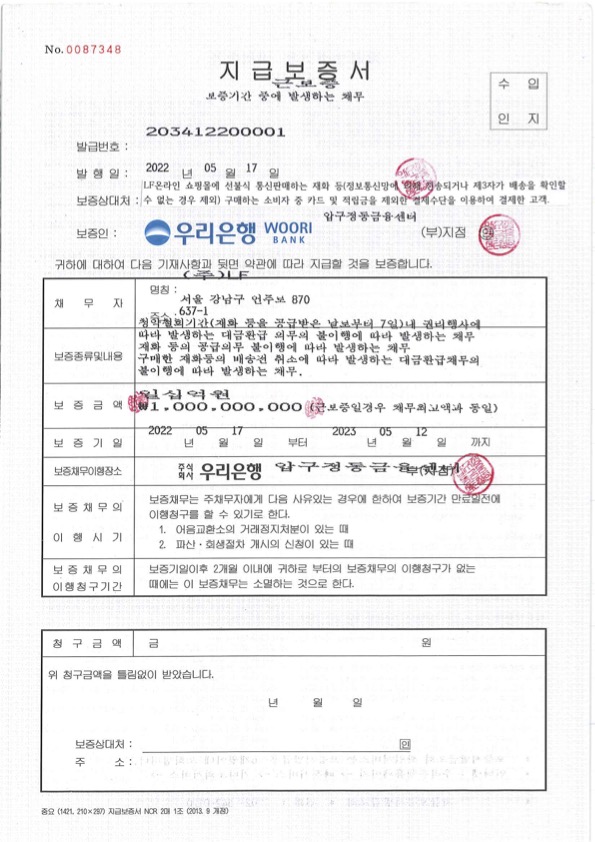 No. 0087348
지급보증서
근보증
보증기간 중에 발생하는 채무
수 입
인 지
203412200001
발급번호 :
발 행 일 : 2022 년 05 월 17 일
LF온라인 쇼핑몰에 선불식 통신판매하는 재화 등(정보통신망에 의해 전송되거나 제3자가 배송을 확인할
보증상대처 : 수 없는 경우 제외) 구매하는 소비자 중 카드 및 적립금을 제외한 결제수단을 이용하여 결제한 고객.
압구정동금융센터
보증인 : 우리은행 WOORI BANK (부)지점 ㊞
귀하에 대하여 다음 기재사항과 뒷면 약관에 따라 지급할 것을 보증합니다.
(주)LF
채 무 자
명칭 :
서울 강남구 언주로 870
주소 : 637-1
보증종류및내용
청약철회기간(재화 등을 공급받은 날로부터 7일)내 권리행사에
따라 발생하는 대금환급 의무의 불이행에 따라 발생하는 채무
재화 등의 공급의무 불이행에 따라 발생하는 채무
구매한 재화등의 배송전 취소에 따라 발생하는 대금환급채무의
불이행에 따라 발생하는 채무.
일십억원
보 증 금 액 ₩1,000,000,000 (근보증일경우 채무최고액과 동일)
보 증 기 일 2022 년 05 월 17 일 부터 2023 년 05 월 12 일 까지
보증채무이행장소 주식회사 우리은행 압구정동금융센터 부(지점)
보 증 채 무 의
이 행 시 기
보증채무는 주채무자에게 다음 사유있는 경우에 한하여 보증기간 만료일전에
이행청구를 할 수 있기로 한다.
1. 어음교환소의 거래정지처분이 있는 때
2. 파산·회생절차 개시의 신청이 있는 때
보 증 채 무 의
이행청구기간
보증기일이후 2개월 이내에 귀하로 부터의 보증채무의 이행청구가 없는
때에는 이 보증채무는 소멸하는 것으로 한다.
청 구 금 액 금 원
위 청구금액을 틀림없이 받았습니다.
년 월 일
보증상대처 : 인
주 소 :
중요 (1421, 210×297) 지급보증서 NCR 2매 1조 (2013. 9 개정)